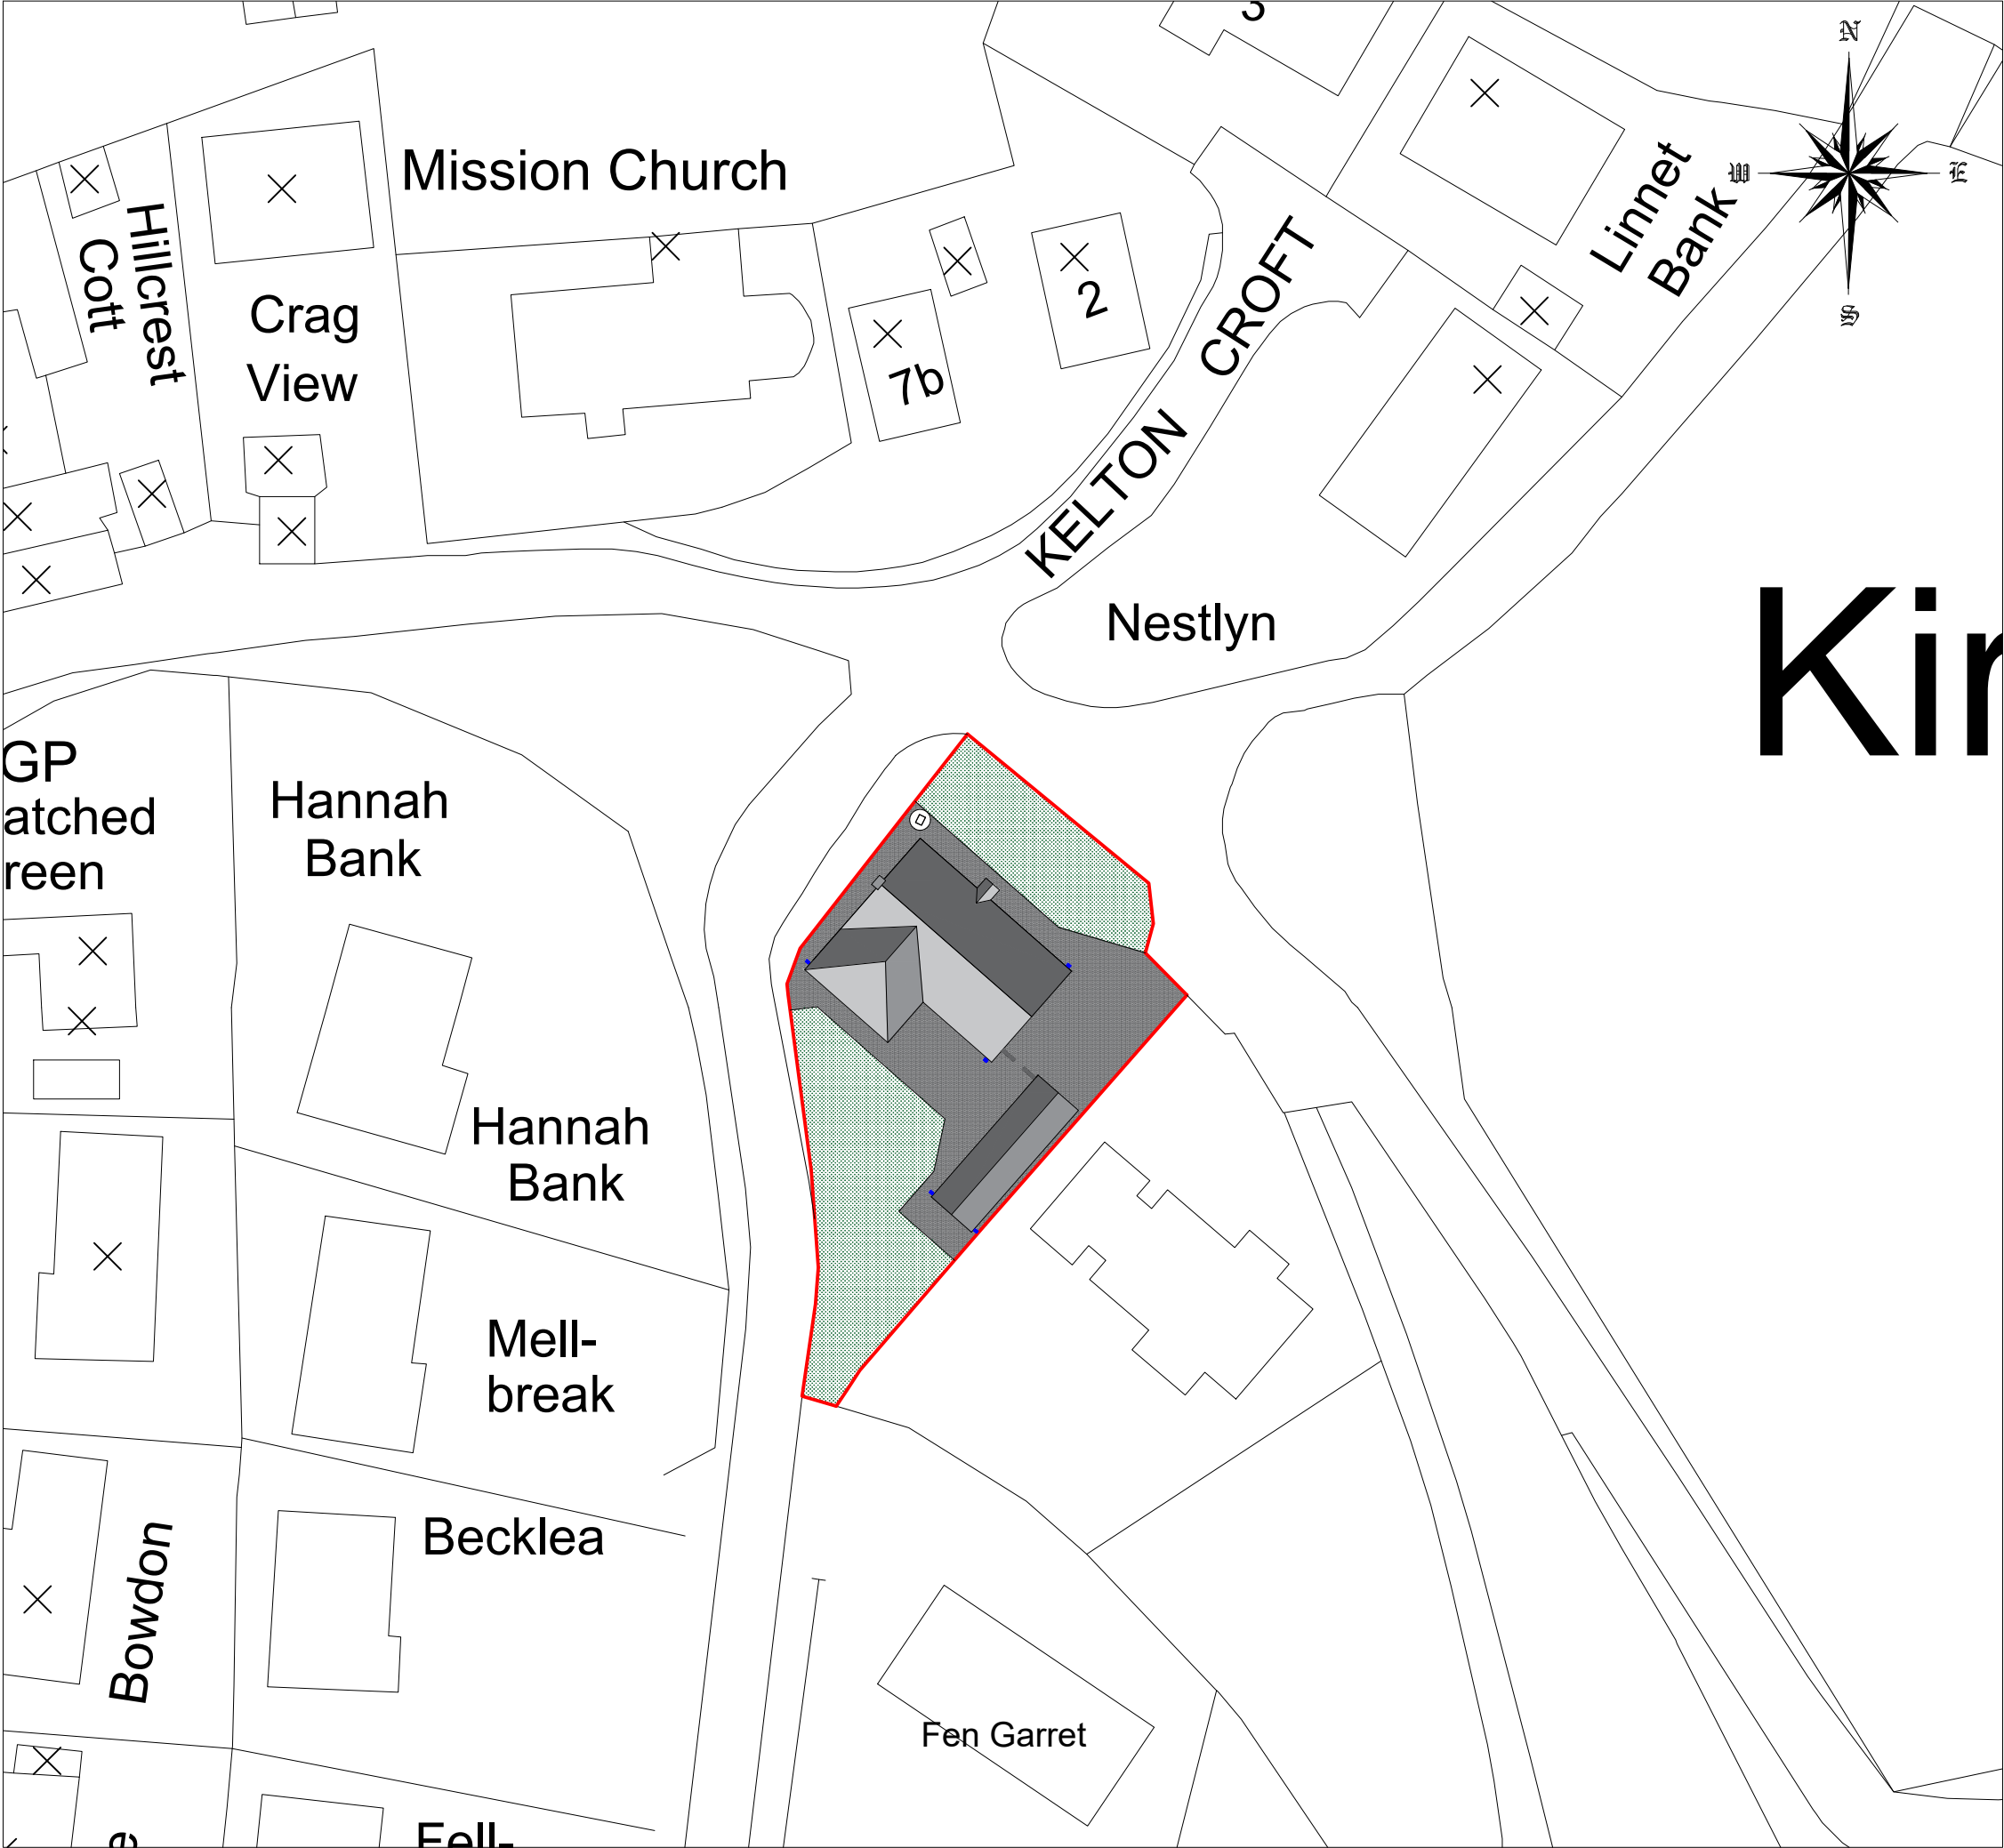 3
N
W
E
S
Mission Church
Linnet
Bank
Hillcrest
Cott
Crag
View
2
7b
KELTON CROFT
Nestlyn
Kir
GP
atched
reen
Hannah
Bank
Hannah
Bank
Mell-
break
Becklea
Bowdon
Fen Garret
Fell-